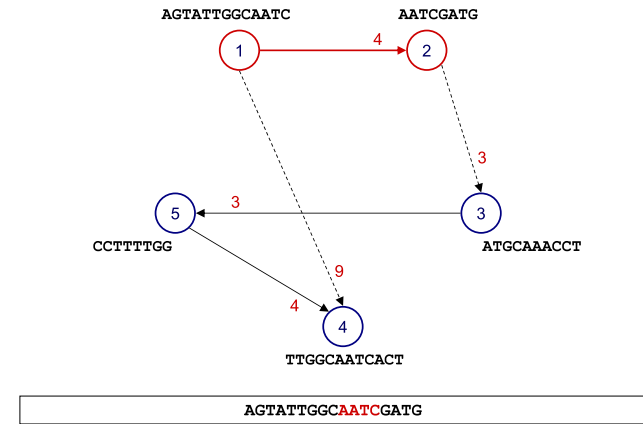 AGTATTGGCAATC AATCGATG
1 4 2
3
5 3 3
CCTTTTGG ATGCAAACCT
9
4
4
TTGGCAATCACT
AGTATTGGCAATCGATG